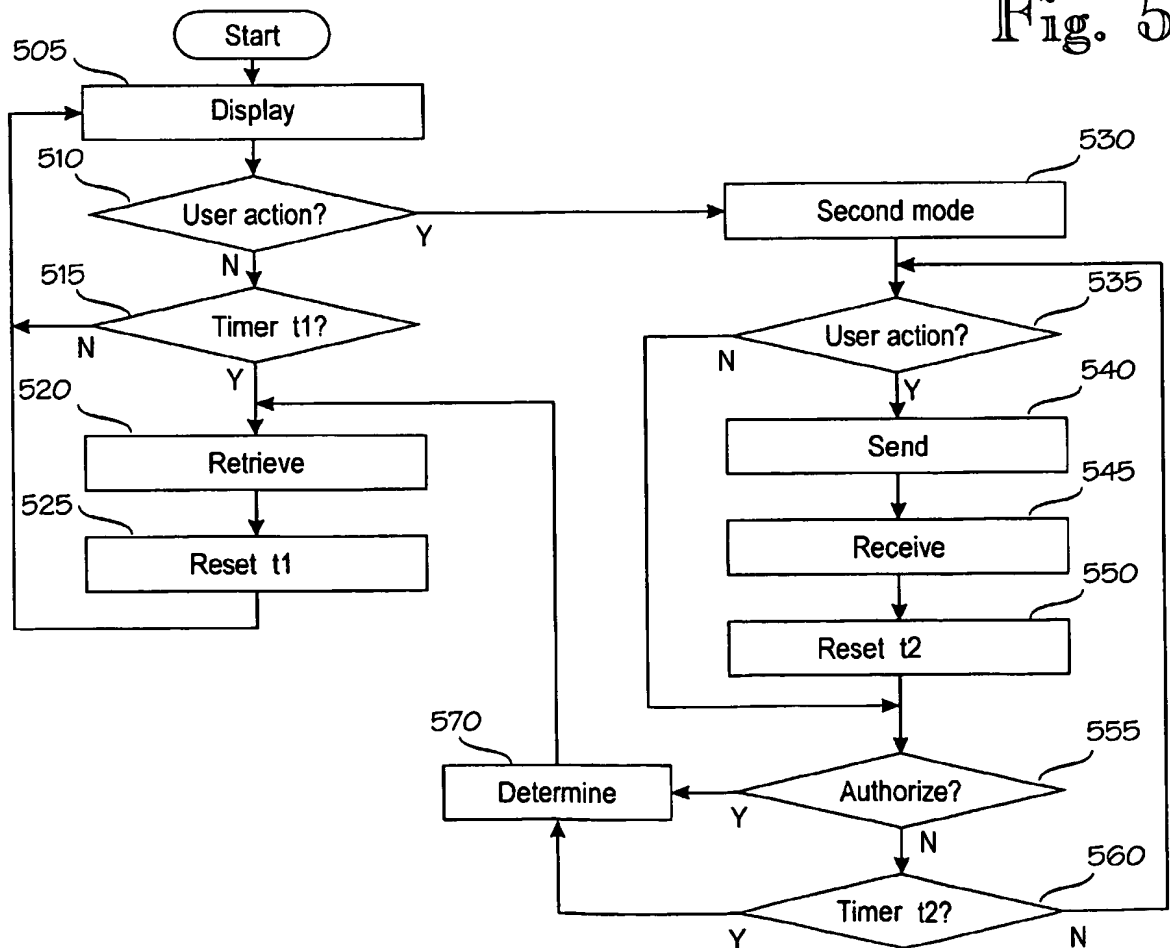 Fig. 5
Start
505
Display
510
User action?
Y
N
515
Timer t1?
N
Y
520
Retrieve
525
Reset t1
530
Second mode
535
User action?
N
Y
540
Send
545
Receive
550
Reset t2
555
Authorize?
Y
N
570
Determine
560
Timer t2?
Y
N